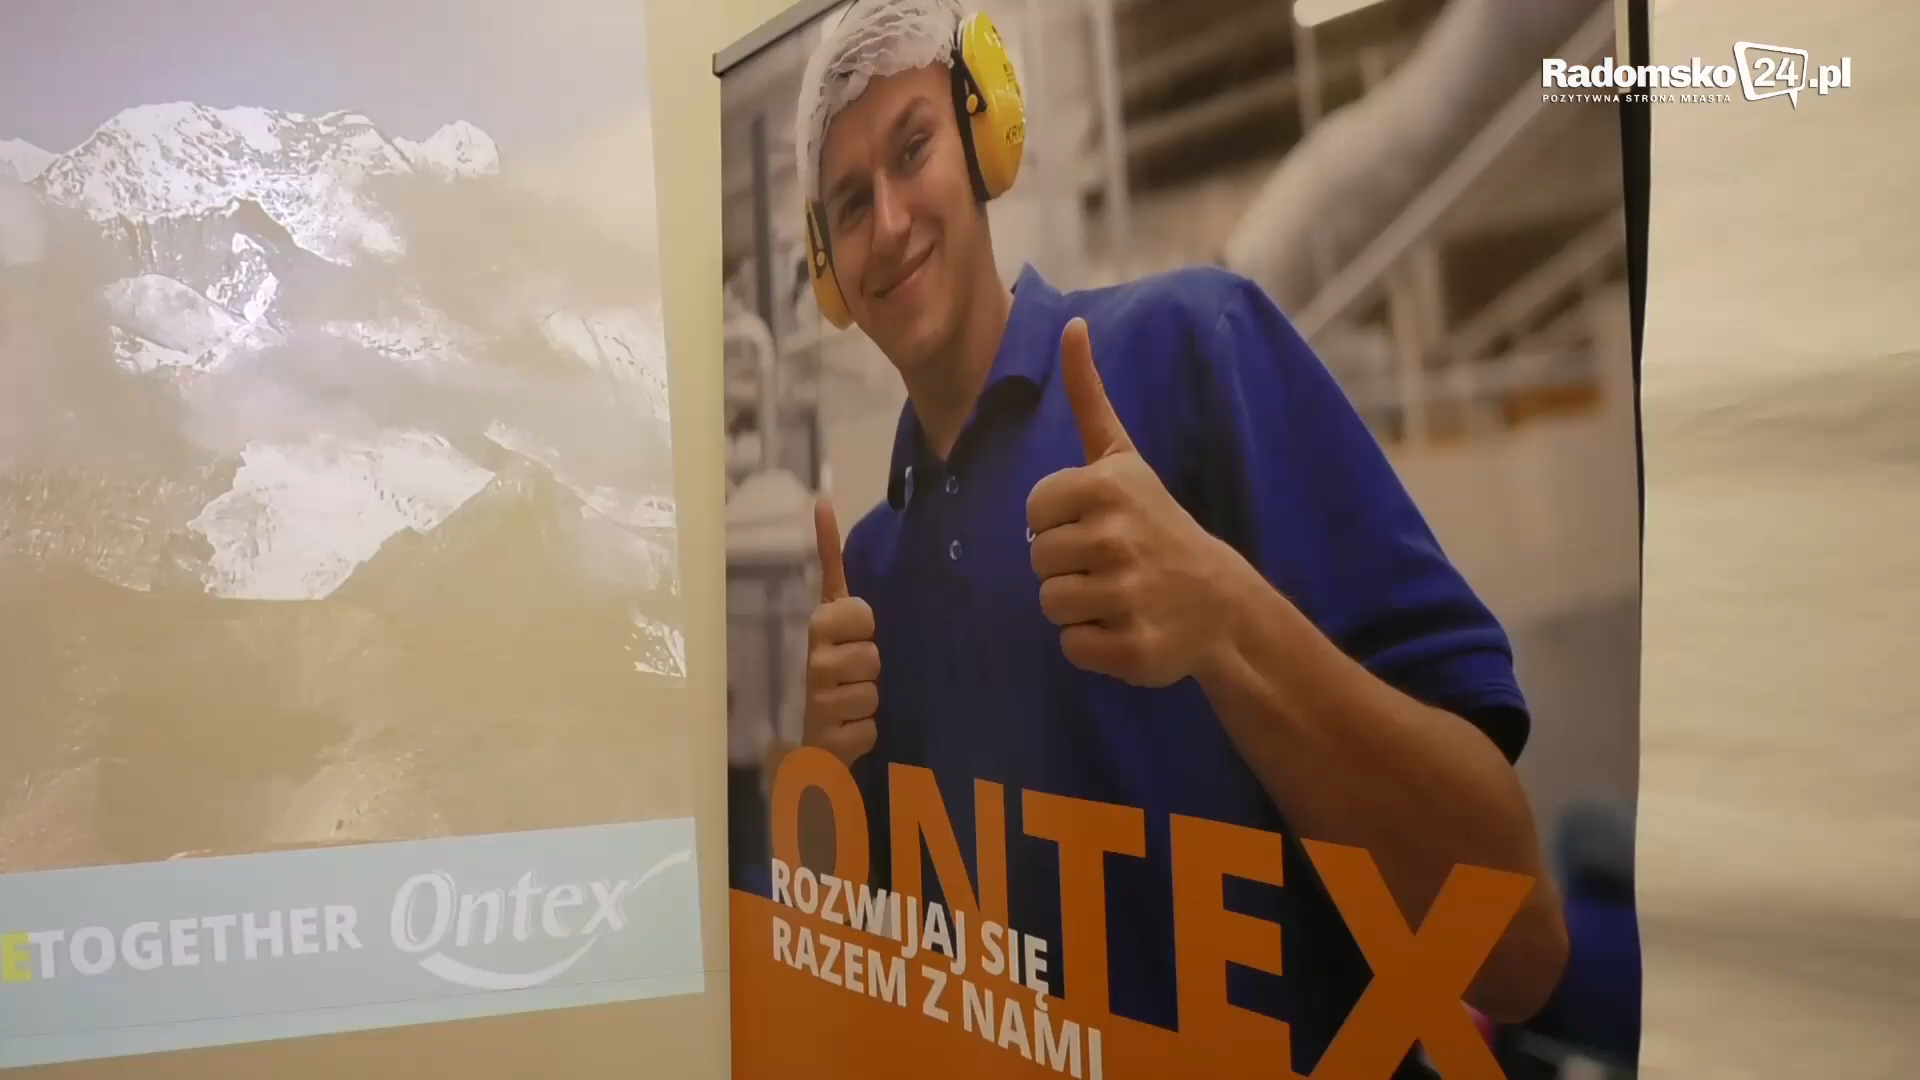 Radomsko24.pl
POZYTYWNA STRONA MIASTA
ETOGETHER Ontex
ONTEX
ROZWIJAJ SIĘ
RAZEM Z NAMI